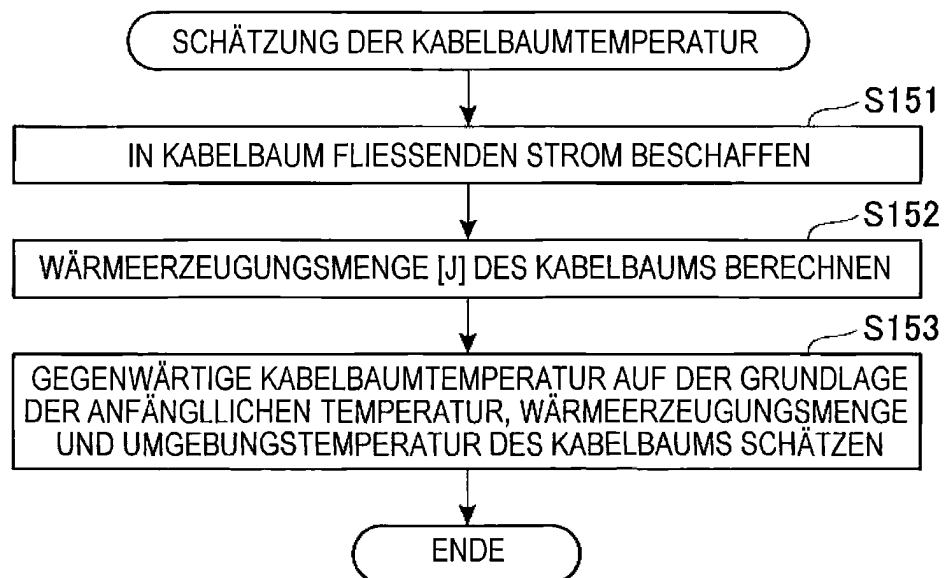 SCHÄTZUNG DER KABELBAUMTEMPERATUR
S151
IN KABELBAUM FLIESSENDEN STROM BESCHAFFEN
S152
WÄRMEERZEUGUNGSMENGE [J] DES KABELBAUMS BERECHNEN
S153
GEGENWÄRTIGE KABELBAUMTEMPERATUR AUF DER GRUNDLAGE
DER ANFÄNGLLICHEN TEMPERATUR, WÄRMEERZEUGUNGSMENGE
UND UMGEBUNGSTEMPERATUR DES KABELBAUMS SCHÄTZEN
ENDE